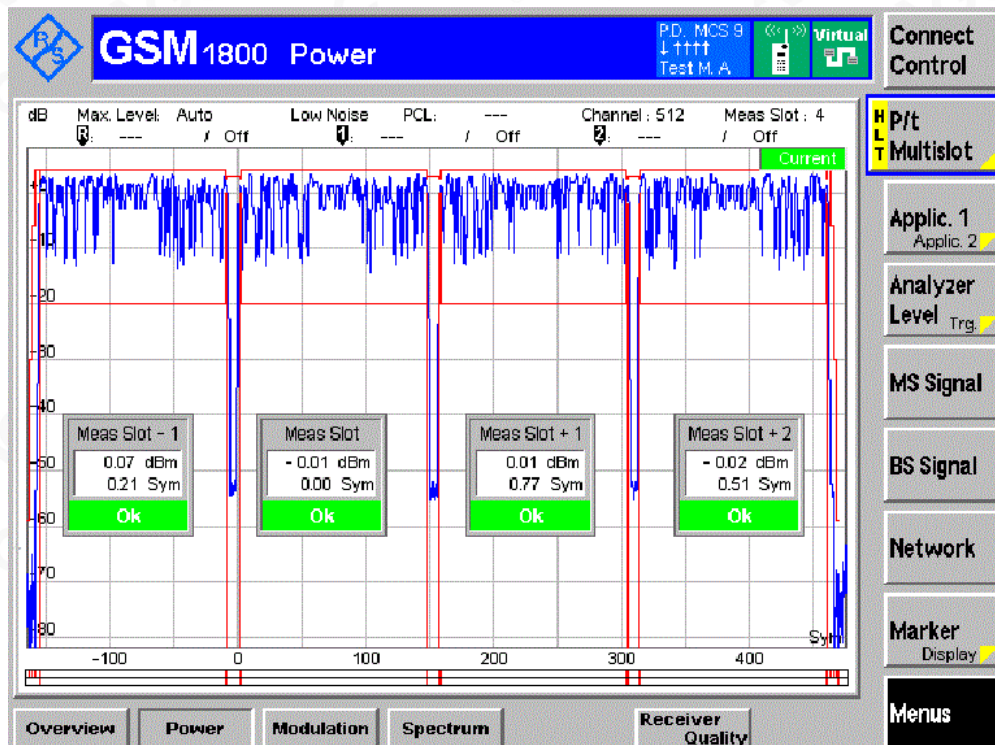 R S GSM 1800 Power
P.D. MCS 9
Test M. A.
Virtual
Connect Control
dB Max. Level: Auto Low Noise PCL: --- Channel : 512 Meas Slot : 4
R: --- / Off 1: --- / Off 2: --- / Off
HLT P/t Multislot
Current
+0
-10
-20
-30
-40
-50
-60
-70
-80
Applic. 1
Applic. 2
Analyzer Level Trg.
MS Signal
BS Signal
Network
Marker
Display
Menus
Meas Slot - 1
0.07 dBm
0.21 Sym
Ok
Meas Slot
- 0.01 dBm
0.00 Sym
Ok
Meas Slot + 1
0.01 dBm
0.77 Sym
Ok
Meas Slot + 2
- 0.02 dBm
0.51 Sym
Ok
Sym
-100 0 100 200 300 400
Overview Power Modulation Spectrum Receiver Quality